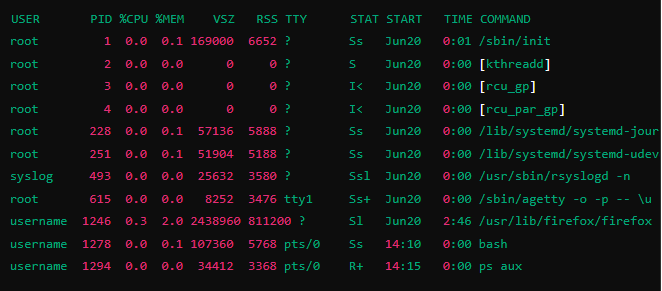 USER PID %CPU %MEM VSZ RSS TTY STAT START TIME COMMAND
root 1 0.0 0.1 169000 6652 ? Ss Jun20 0:01 /sbin/init
root 2 0.0 0.0 0 0 ? S Jun20 0:00 [kthreadd]
root 3 0.0 0.0 0 0 ? I< Jun20 0:00 [rcu_gp]
root 4 0.0 0.0 0 0 ? I< Jun20 0:00 [rcu_par_gp]
root 228 0.0 0.1 57136 5888 ? Ss Jun20 0:00 /lib/systemd/systemd-jour
root 251 0.0 0.1 51904 5188 ? Ss Jun20 0:00 /lib/systemd/systemd-udev
syslog 493 0.0 0.0 25632 3580 ? Ssl Jun20 0:00 /usr/sbin/rsyslogd -n
root 615 0.0 0.0 8252 3476 tty1 Ss+ Jun20 0:00 /sbin/agetty -o -p -- \u
username 1246 0.3 2.0 2438960 811200 ? Sl Jun20 2:46 /usr/lib/firefox/firefox
username 1278 0.0 0.1 107360 5768 pts/0 Ss 14:10 0:00 bash
username 1294 0.0 0.0 34412 3368 pts/0 R+ 14:15 0:00 ps aux